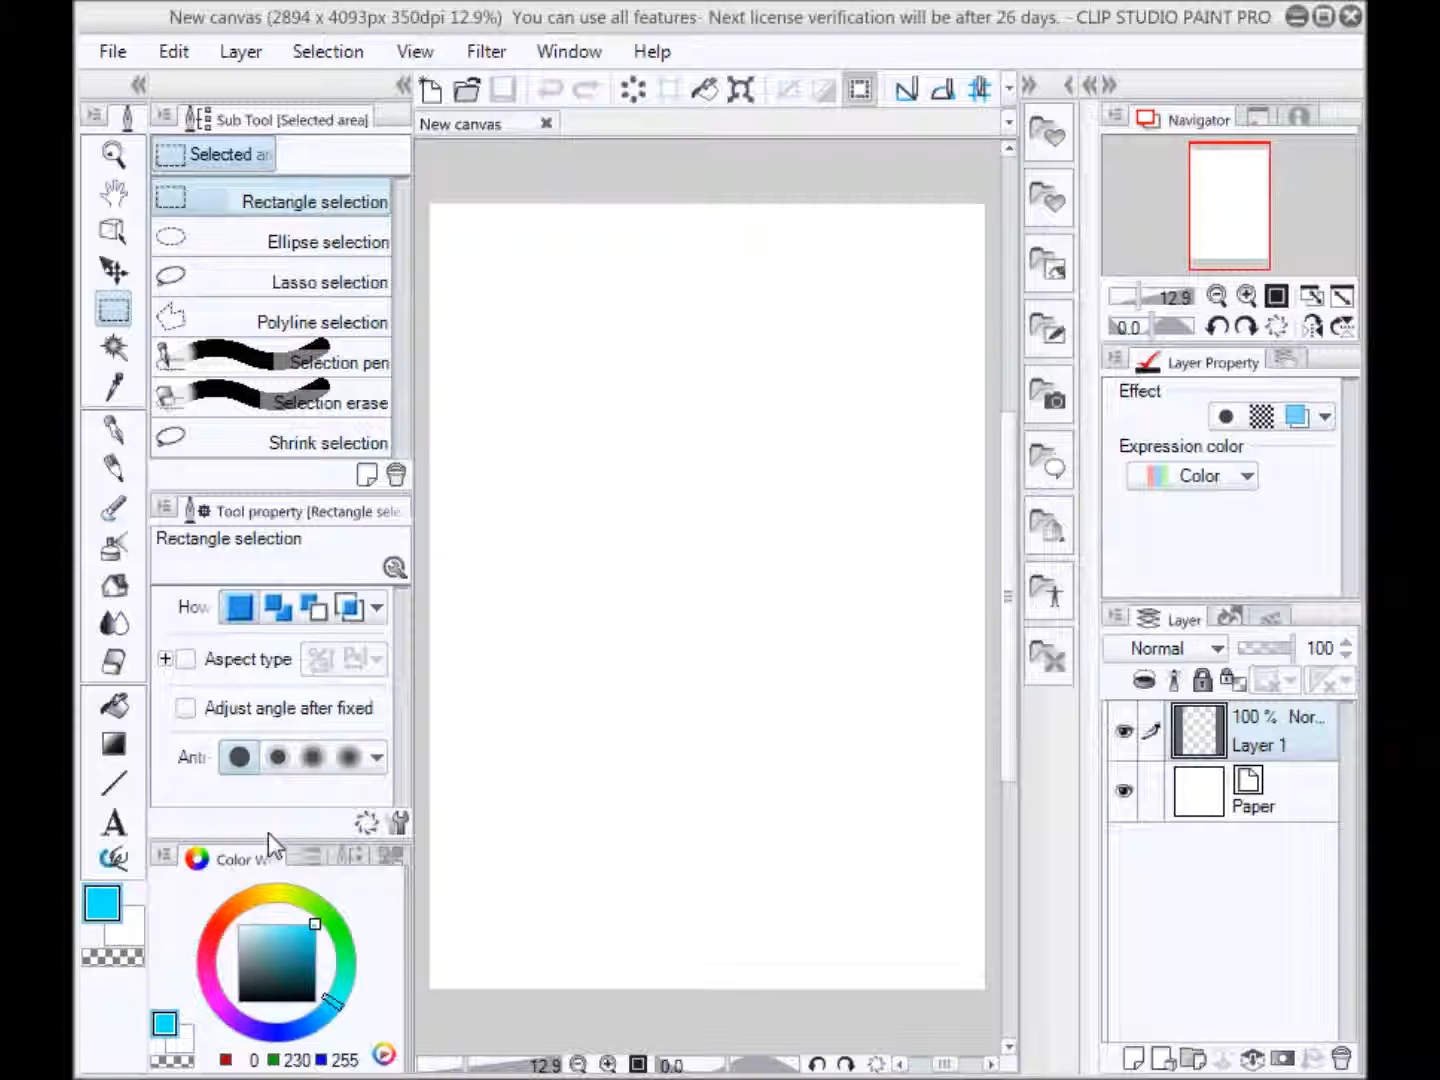 New canvas (2894 x 4093px 350dpi 12.9%) You can use all features- Next license verification will be after 26 days. - CLIP STUDIO PAINT PRO
File Edit Layer Selection View Filter Window Help
Sub Tool [Selected area]
New canvas
Navigator
Selected ar
Rectangle selection
Ellipse selection
Lasso selection
Polyline selection
Selection pen
Selection erase
Shrink selection
12.9
0.0
Layer Property
Effect
Expression color
Color
Tool property [Rectangle sele
Rectangle selection
How
Aspect type
Adjust angle after fixed
Anti-
Layer
Normal 100
100 % Nor...
Layer 1
Paper
A
Color W
0 230 255
12.9 0.0